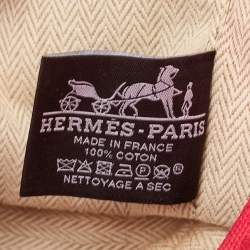 HERMÈS-PARIS
MADE IN FRANCE
100% COTON
NETTOYAGE A SEC